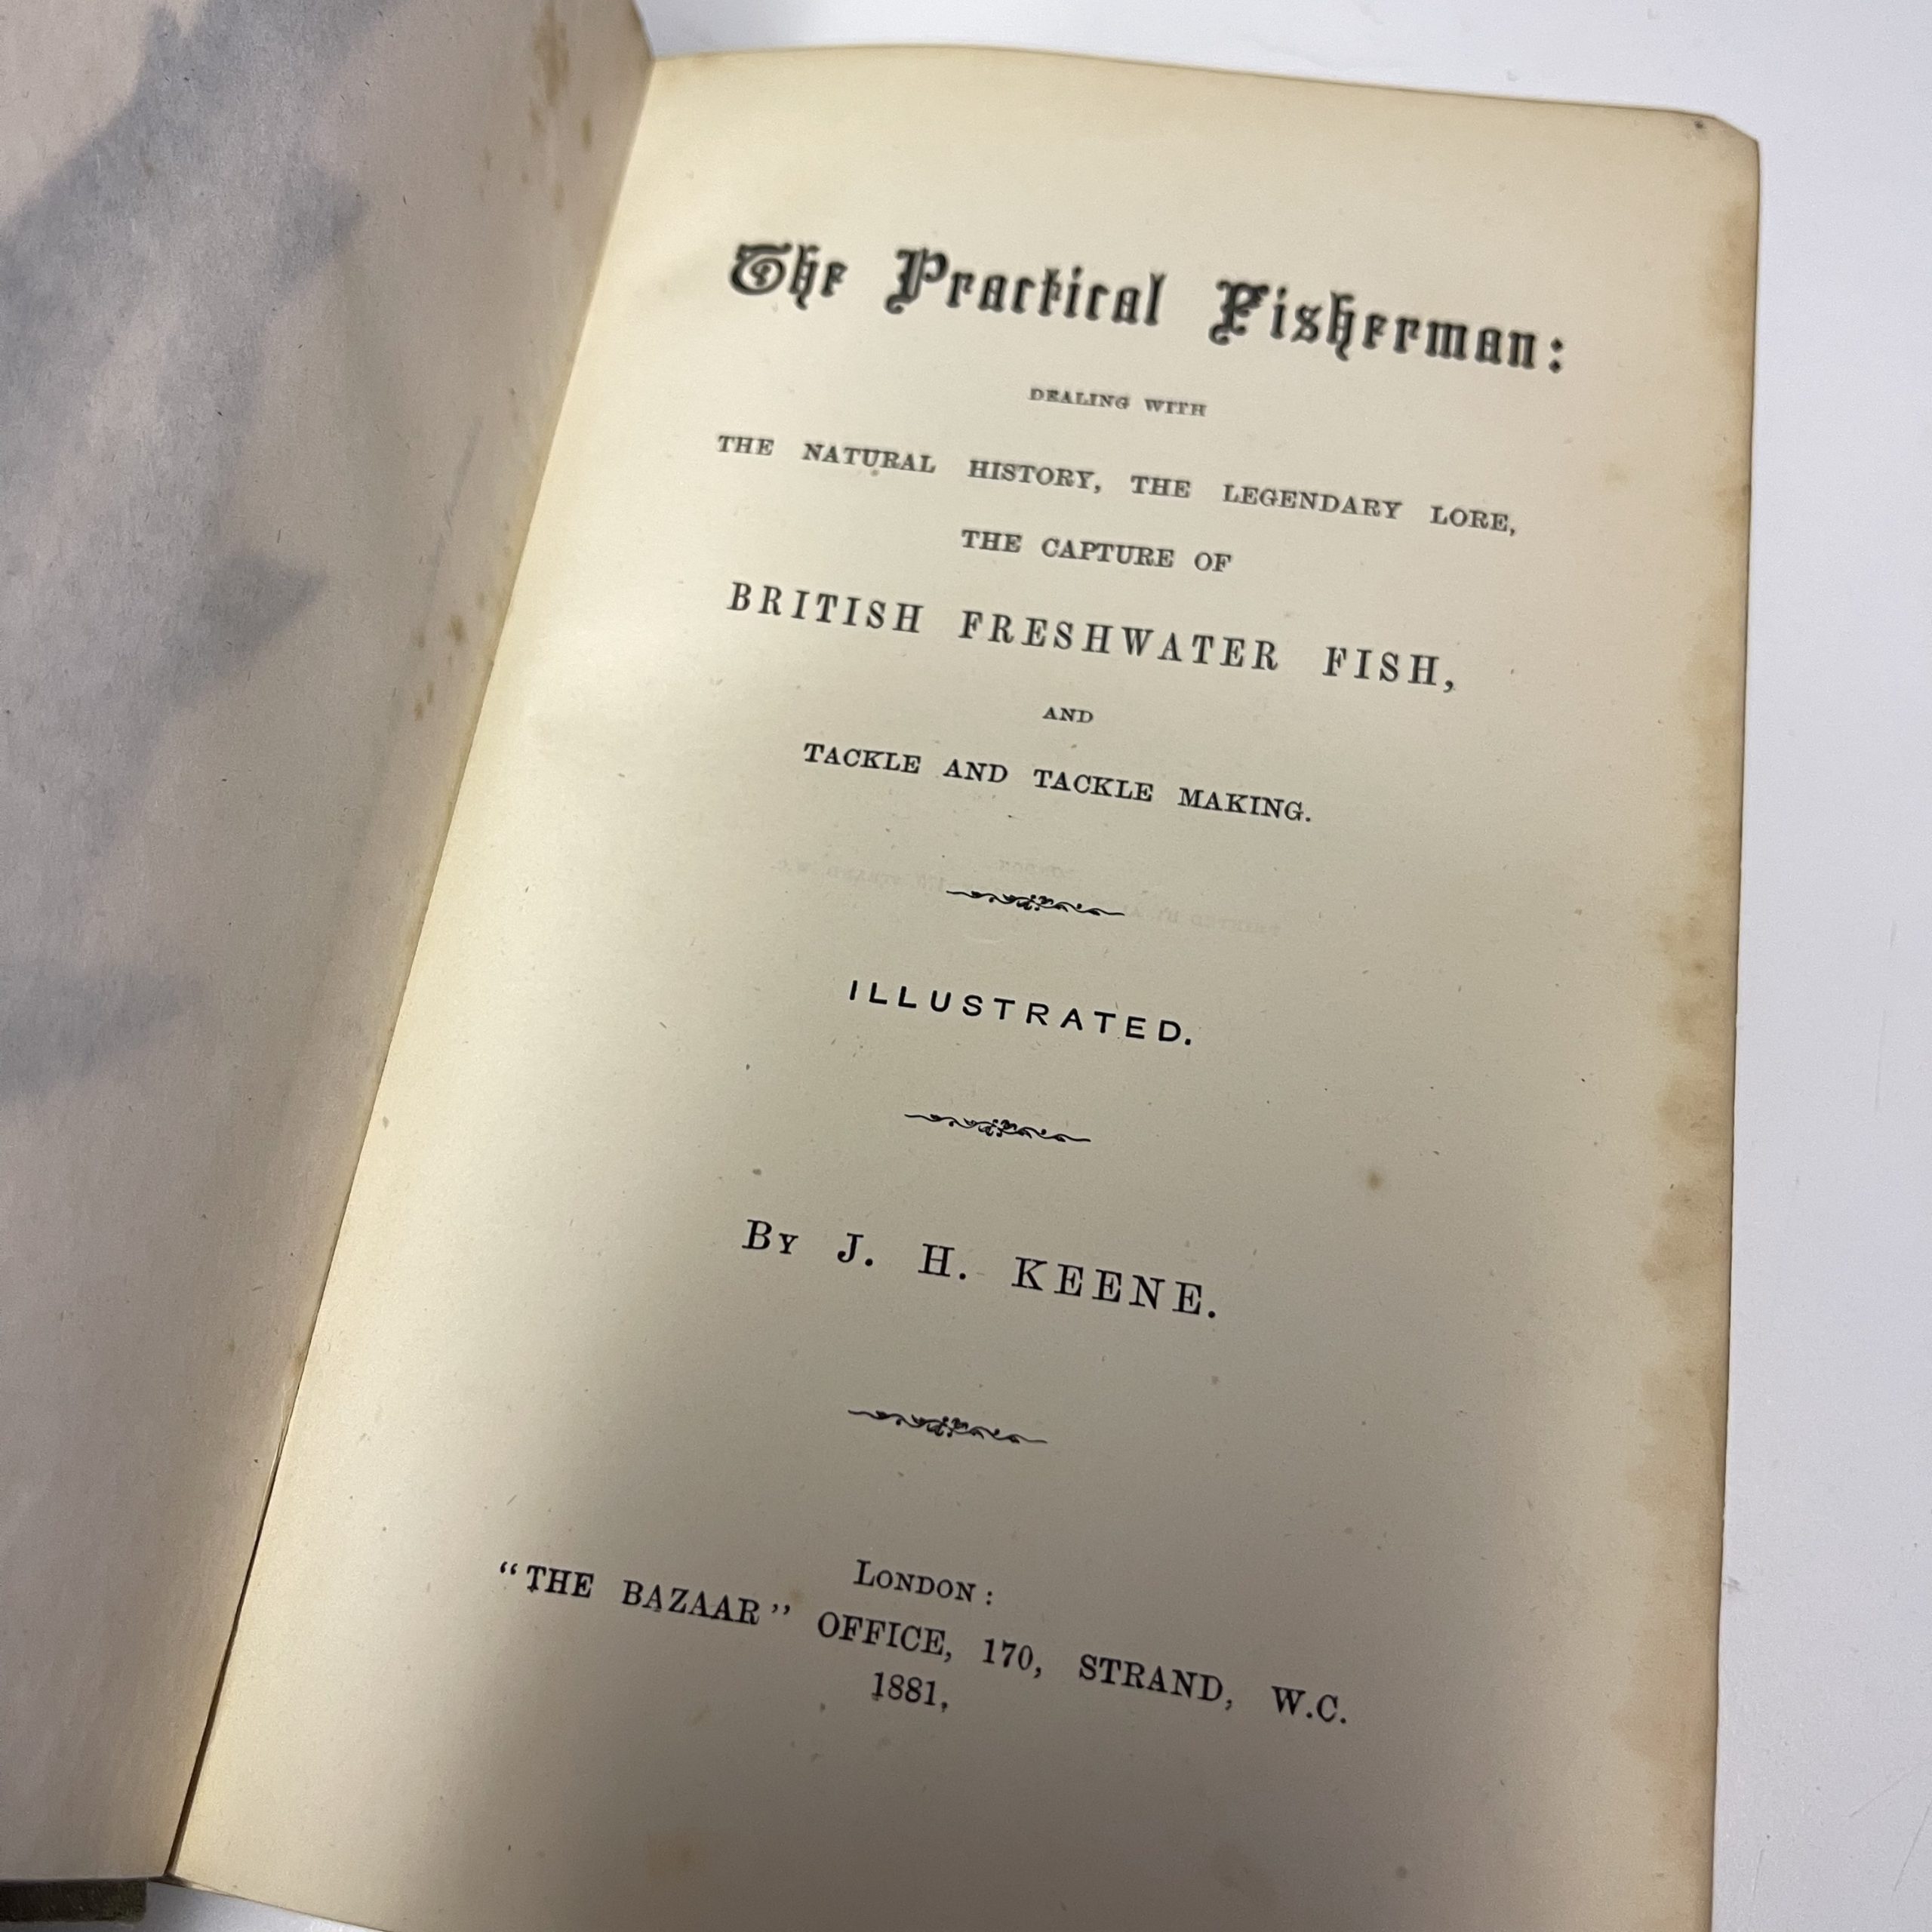 The Practical Fisherman:
DEALING WITH
THE NATURAL HISTORY, THE LEGENDARY LORE,
THE CAPTURE OF
BRITISH FRESHWATER FISH,
AND
TACKLE AND TACKLE MAKING.
ILLUSTRATED.
By J. H. KEENE.
LONDON:
"THE BAZAAR" OFFICE, 170, STRAND, W.C.
1881.